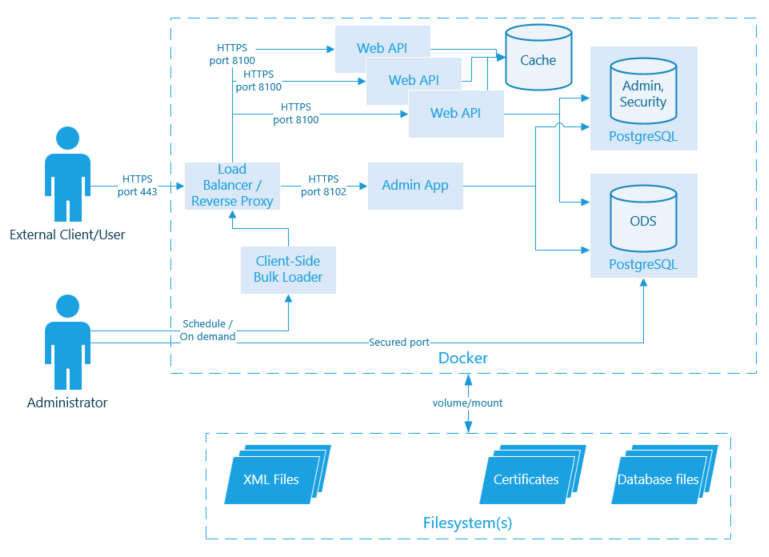 HTTPS
port 8100
Web API
Cache
HTTPS
port 8100
Web API
Admin,
Security
HTTPS
port 8100
Web API
PostgreSQL
HTTPS
port 443
Load
Balancer /
Reverse Proxy
HTTPS
port 8102
Admin App
ODS
External Client/User
PostgreSQL
Client-Side
Bulk Loader
Schedule /
On demand
Secured port
Docker
Administrator
volume/mount
XML Files
Certificates
Database files
Filesystem(s)